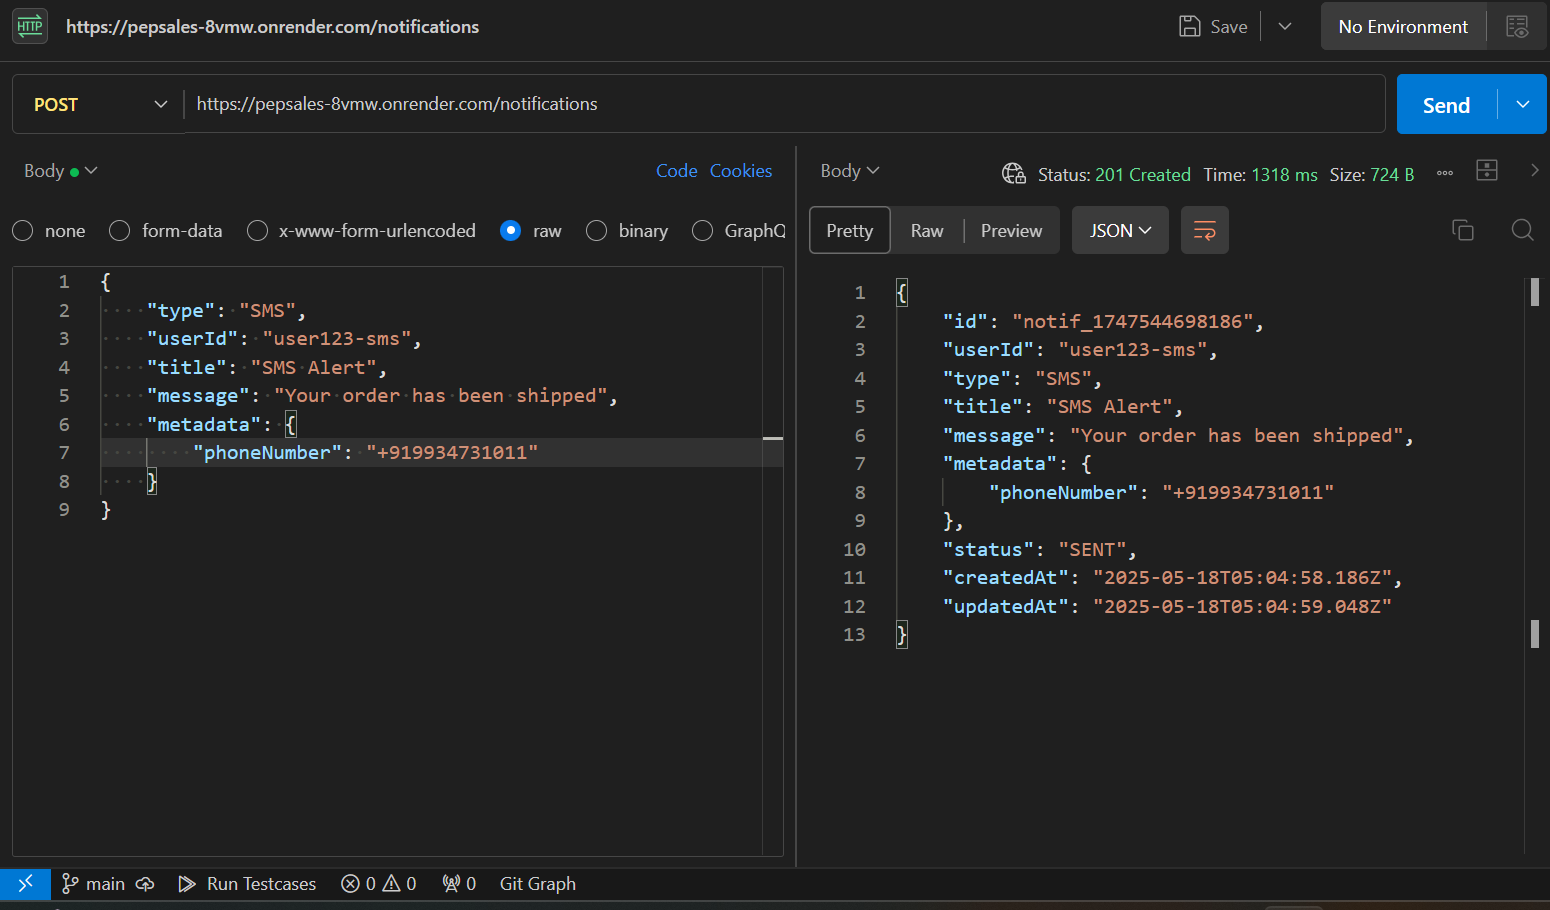 HTTP https://pepsales-8vmw.onrender.com/notifications Save No Environment
POST https://pepsales-8vmw.onrender.com/notifications Send
Body Code Cookies
none form-data x-www-form-urlencoded raw binary GraphQ
1 {
2 "type": "SMS",
3 "userId": "user123-sms",
4 "title": "SMS Alert",
5 "message": "Your order has been shipped",
6 "metadata": {
7 "phoneNumber": "+919934731011"
8 }
9 }
Body Status: 201 Created Time: 1318 ms Size: 724 B
Pretty Raw Preview JSON
1 {
2 "id": "notif_1747544698186",
3 "userId": "user123-sms",
4 "type": "SMS",
5 "title": "SMS Alert",
6 "message": "Your order has been shipped",
7 "metadata": {
8 "phoneNumber": "+919934731011"
9 },
10 "status": "SENT",
11 "createdAt": "2025-05-18T05:04:58.186Z",
12 "updatedAt": "2025-05-18T05:04:59.048Z"
13 }
main Run Testcases 0 0 0 Git Graph